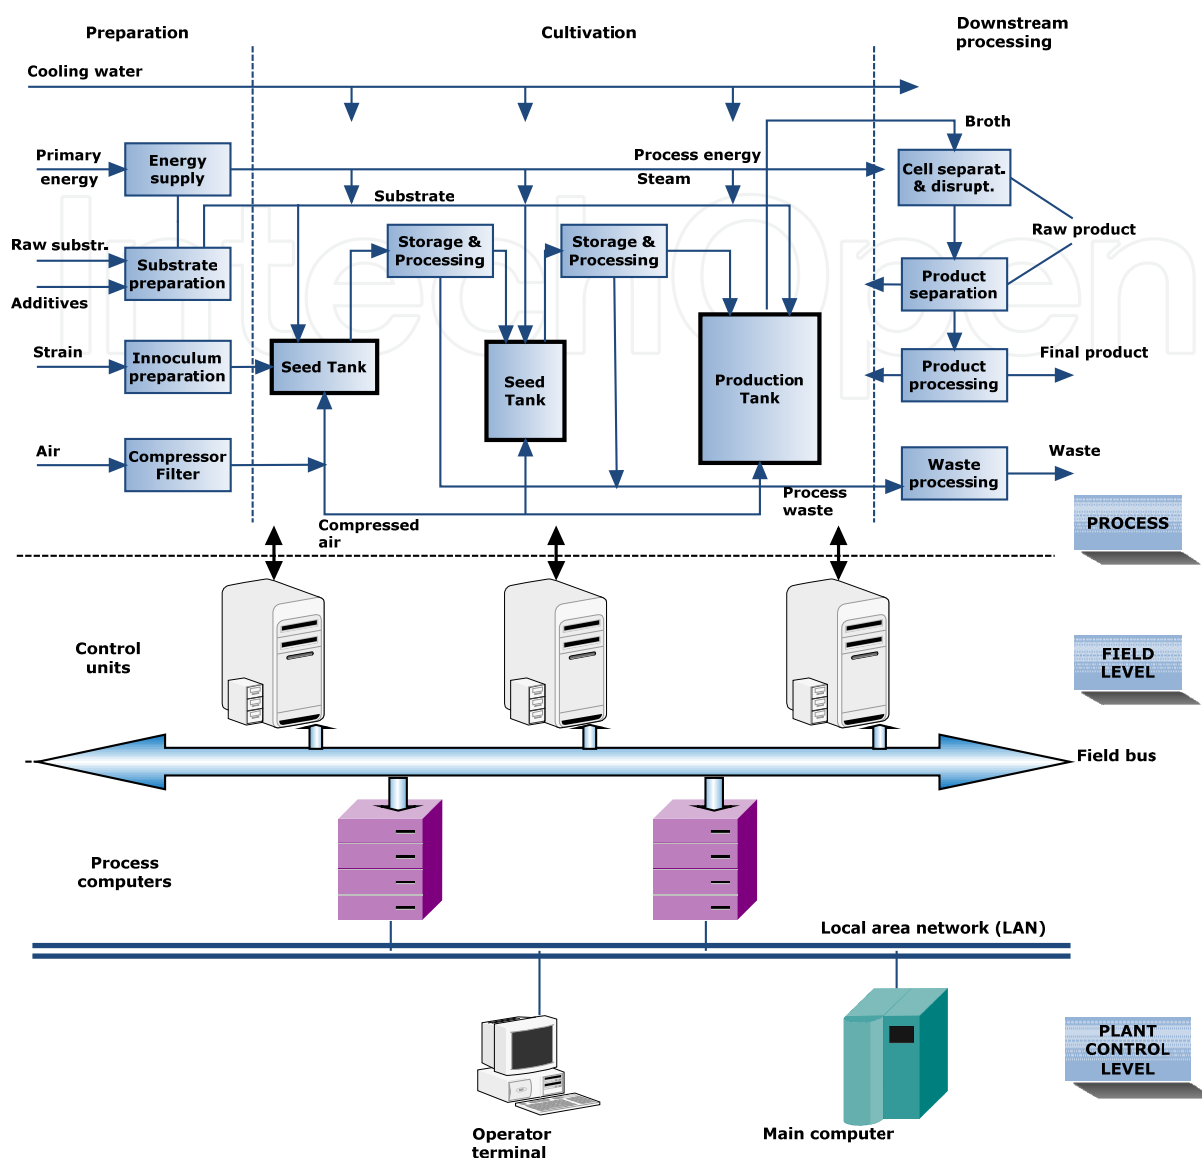 Preparation
Cultivation
Downstream
processing
Cooling water
Broth
Primary
energy
Energy
supply
Process energy
Steam
Cell separat.
& disrupt.
Substrate
Raw substr.
Additives
Substrate
preparation
Storage &
Processing
Storage &
Processing
Raw product
Product
separation
Strain
Innoculum
preparation
Seed Tank
Seed
Tank
Production
Tank
Product
processing
Final product
Air
Compressor
Filter
Compressed
air
Process
waste
Waste
processing
Waste
PROCESS
Control
units
FIELD
LEVEL
Field bus
Process
computers
Local area network (LAN)
PLANT
CONTROL
LEVEL
Operator
terminal
Main computer
IntechOpen